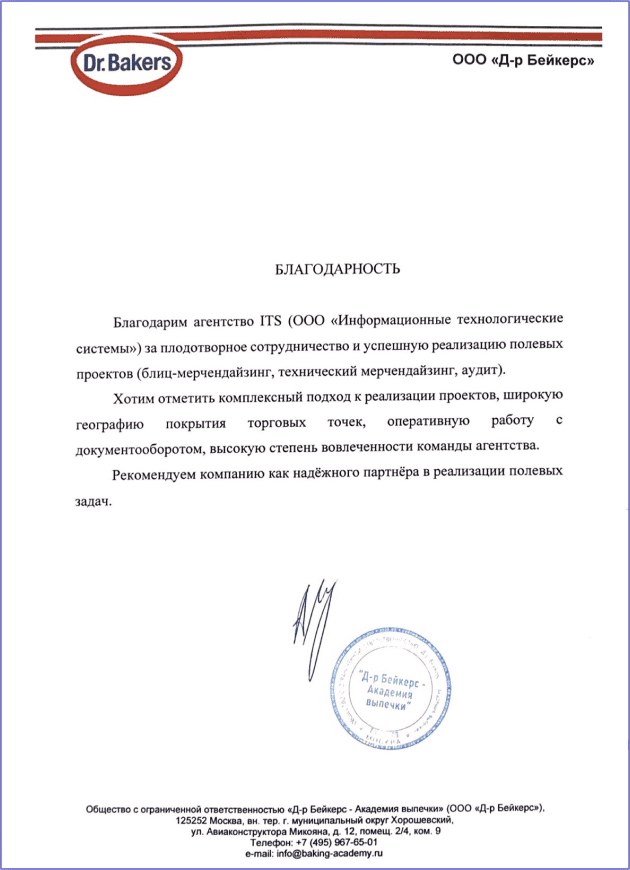 Dr.Bakers
ООО «Д-р Бейкерс»
БЛАГОДАРНОСТЬ
Благодарим агентство ITS (ООО «Информационные технологические
системы») за плодотворное сотрудничество и успешную реализацию полевых
проектов (блиц-мерчендайзинг, технический мерчендайзинг, аудит).
Хотим отметить комплексный подход к реализации проектов, широкую
географию покрытия торговых точек, оперативную работу с
документооборотом, высокую степень вовлеченности команды агентства.
Рекомендуем компанию как надёжного партнёра в реализации полевых
задач.
"Д-р Бейкерс -
Академия
выпечки"
МОСКВА
Общество с ограниченной ответственностью «Д-р Бейкерс - Академия выпечки» (ООО «Д-р Бейкерс»),
125252 Москва, вн. тер. г. муниципальный округ Хорошевский,
ул. Авиаконструктора Микояна, д. 12, помещ. 2/4, ком. 9
Телефон: +7 (495) 967-65-01
e-mail: info@baking-academy.ru